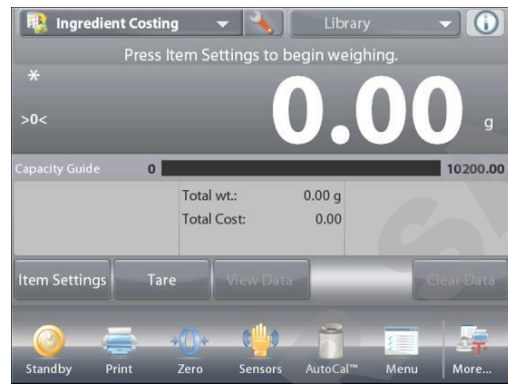 Ingredient Costing Library
Press Item Settings to begin weighing.
*
>0<
0.00 g
Capacity Guide 0 10200.00
Total wt.: 0.00 g
Total Cost: 0.00
Item Settings Tare View Data Clear Data
Standby Print Zero Sensors AutoCal™ Menu More...